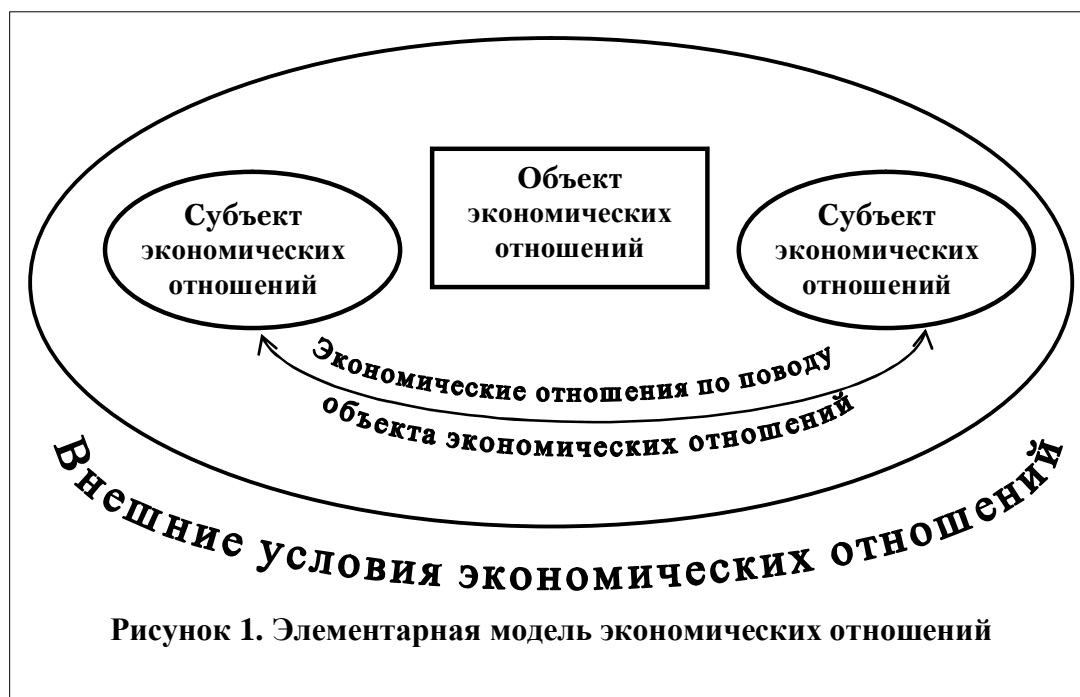 Субъект
экономических
отношений
Объект
экономических
отношений
Субъект
экономических
отношений
Экономические отношения по поводу
объекта экономических отношений
Внешние условия экономических отношений
Рисунок 1. Элементарная модель экономических отношений